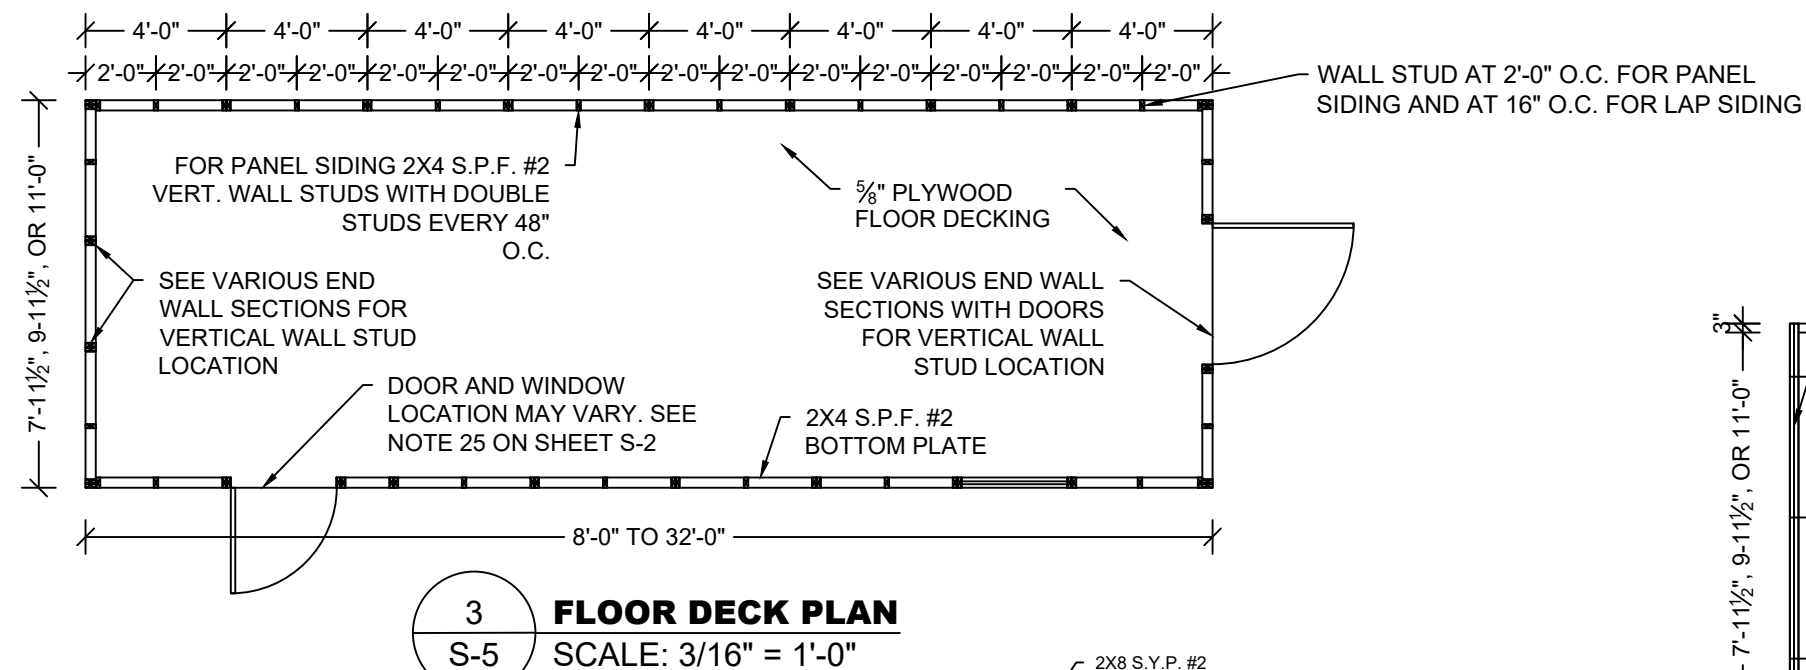 4'-0" 4'-0" 4'-0" 4'-0" 4'-0" 4'-0" 4'-0" 4'-0"
2'-0" 2'-0" 2'-0" 2'-0" 2'-0" 2'-0" 2'-0" 2'-0" 2'-0" 2'-0" 2'-0" 2'-0" 2'-0" 2'-0" 2'-0" 2'-0"
WALL STUD AT 2'-0" O.C. FOR PANEL
SIDING AND AT 16" O.C. FOR LAP SIDING
7'-11½", 9-11½", OR 11'-0"
FOR PANEL SIDING 2X4 S.P.F. #2
VERT. WALL STUDS WITH DOUBLE
STUDS EVERY 48"
O.C.
⅝" PLYWOOD
FLOOR DECKING
SEE VARIOUS END
WALL SECTIONS FOR
VERTICAL WALL STUD
LOCATION
SEE VARIOUS END WALL
SECTIONS WITH DOORS
FOR VERTICAL WALL
STUD LOCATION
DOOR AND WINDOW
LOCATION MAY VARY. SEE
NOTE 25 ON SHEET S-2
2X4 S.P.F. #2
BOTTOM PLATE
8'-0" TO 32'-0"
3
S-5
FLOOR DECK PLAN
SCALE: 3/16" = 1'-0"
2X8 S.Y.P. #2
3"
7'-11½", 9-11½", OR 11'-0"